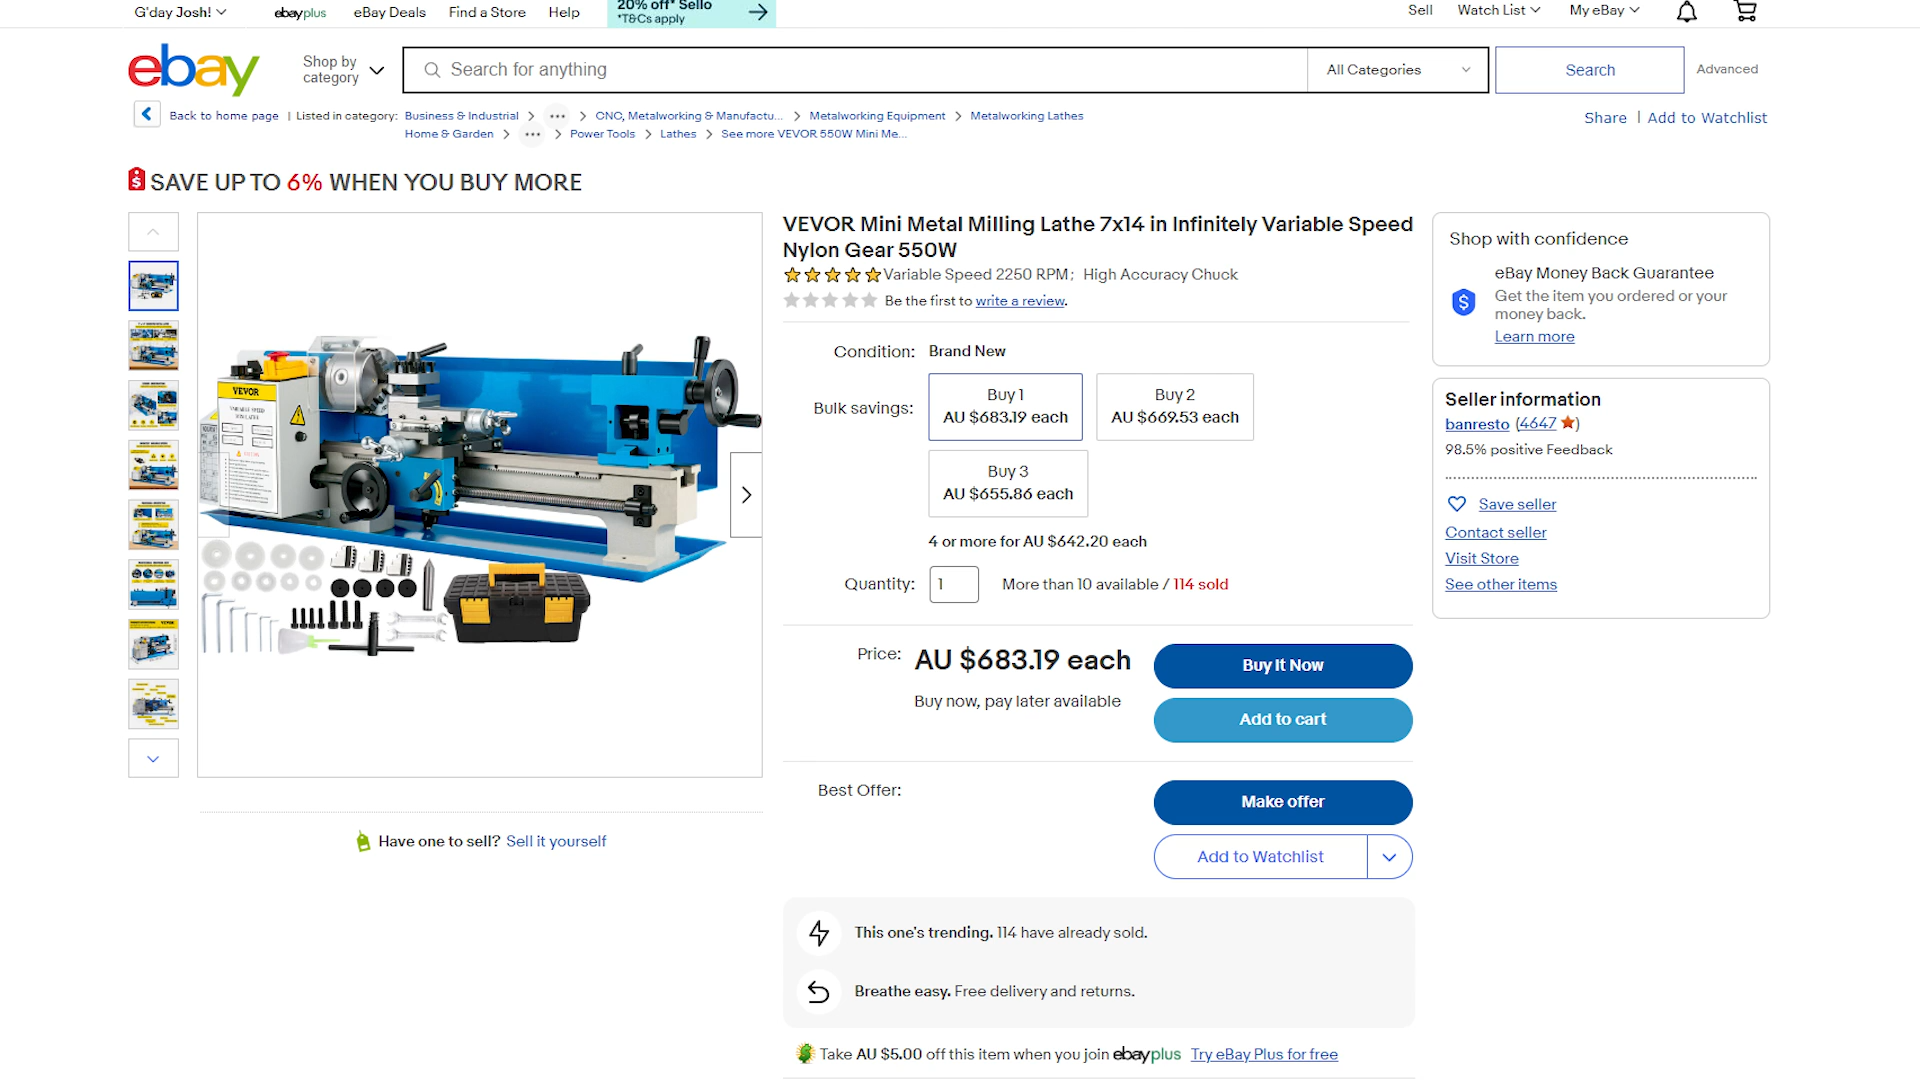 G'day Josh!
ebayplus
eBay Deals
Find a Store
Help
20% off* Sello
*T&Cs apply
Sell
Watch List
My eBay
ebay
Shop by category
Search for anything
All Categories
Search
Advanced
Back to home page | Listed in category:
Business & Industrial > ... > CNC, Metalworking & Manufactu... > Metalworking Equipment > Metalworking Lathes
Home & Garden > ... > Power Tools > Lathes > See more VEVOR 550W Mini Me...
Share | Add to Watchlist
SAVE UP TO 6% WHEN YOU BUY MORE
VEVOR
VEVOR Mini Metal Milling Lathe 7x14 in Infinitely Variable Speed
Nylon Gear 550W
Variable Speed 2250 RPM; High Accuracy Chuck
Be the first to write a review.
Condition: Brand New
Bulk savings:
Buy 1
AU $683.19 each
Buy 2
AU $669.53 each
Buy 3
AU $655.86 each
4 or more for AU $642.20 each
Quantity: 1 More than 10 available / 114 sold
Price: AU $683.19 each
Buy now, pay later available
Buy It Now
Add to cart
Best Offer:
Make offer
Add to Watchlist
Have one to sell? Sell it yourself
This one's trending. 114 have already sold.
Breathe easy. Free delivery and returns.
Take AU $5.00 off this item when you join ebayplus Try eBay Plus for free
Shop with confidence
eBay Money Back Guarantee
Get the item you ordered or your
money back.
Learn more
Seller information
banresto (4647)
98.5% positive Feedback
Save seller
Contact seller
Visit Store
See other items